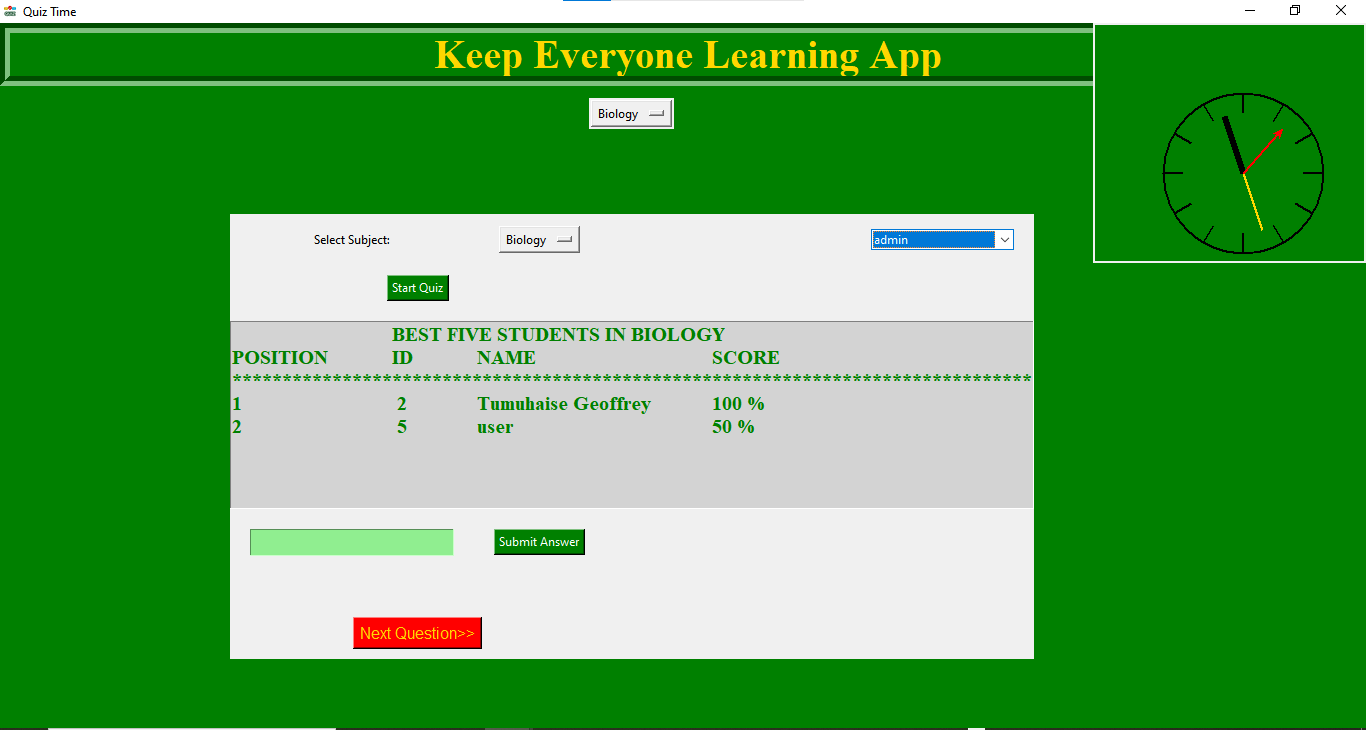 Quiz Time
Keep Everyone Learning App
Biology
Select Subject: Biology admin
Start Quiz
BEST FIVE STUDENTS IN BIOLOGY
POSITION ID NAME SCORE
********************************************************************************
1 2 Tumuhaise Geoffrey 100 %
2 5 user 50 %
Submit Answer
Next Question>>